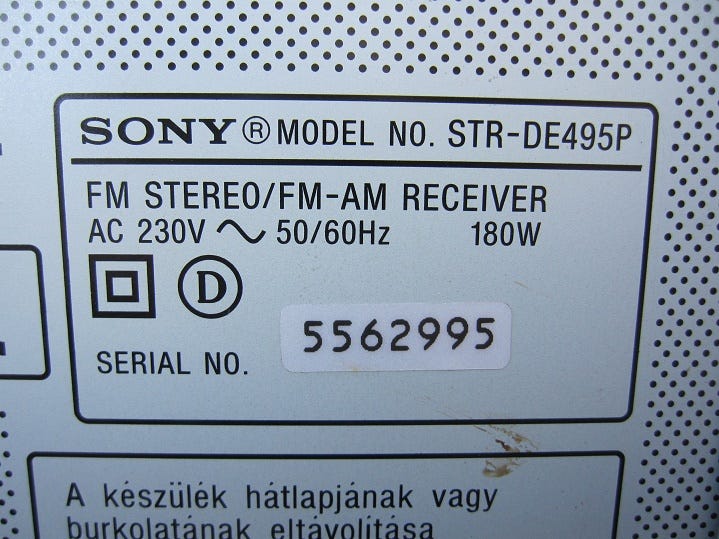 SONY® MODEL NO. STR-DE495P
FM STEREO/FM-AM RECEIVER
AC 230V ~ 50/60Hz 180W
D
SERIAL NO. 5562995
A készülék hátlapjának vagy
burkolatának eltávolítása